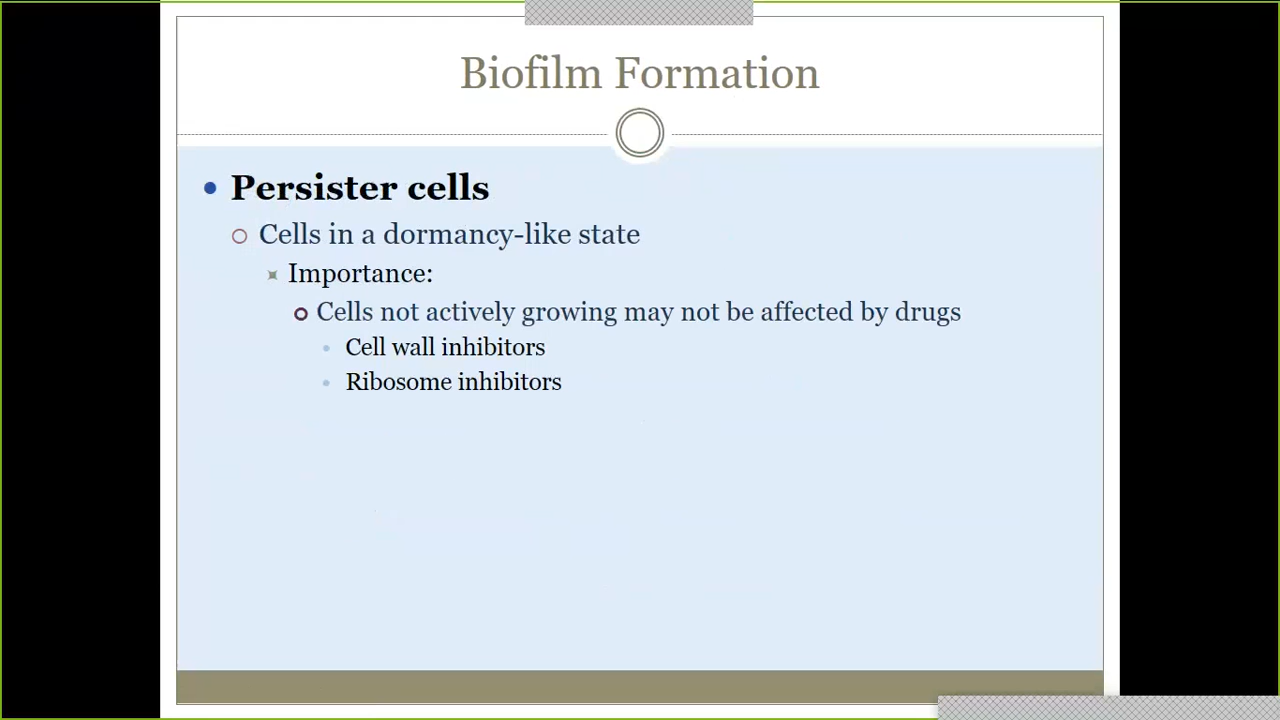 Biofilm Formation
Persister cells
Cells in a dormancy-like state
Importance:
Cells not actively growing may not be affected by drugs
Cell wall inhibitors
Ribosome inhibitors